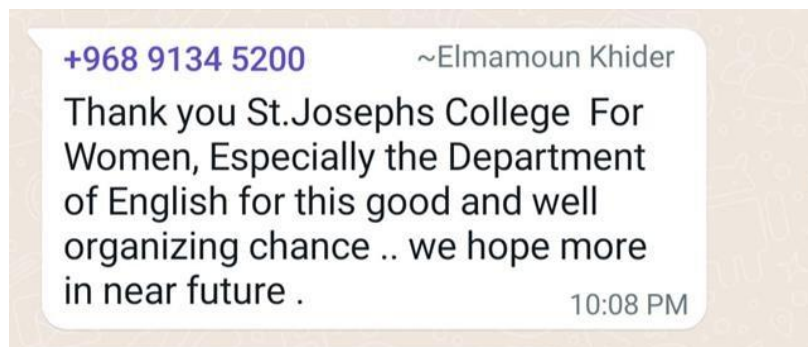 +968 9134 5200 ~Elmamoun Khider
Thank you St.Josephs College For
Women, Especially the Department
of English for this good and well
organizing chance .. we hope more
in near future .
10:08 PM